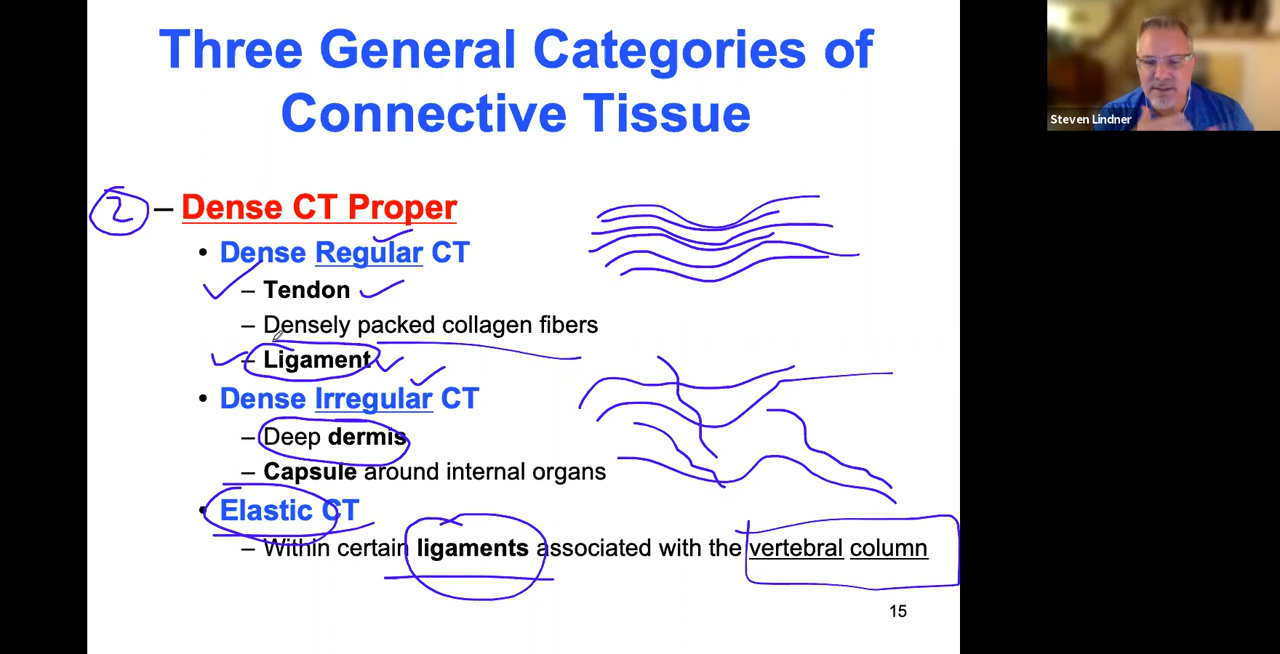 Three General Categories of
Connective Tissue
Steven Lindner
2 – Dense CT Proper
• Dense Regular CT
– Tendon
– Densely packed collagen fibers
– Ligament
• Dense Irregular CT
– Deep dermis
– Capsule around internal organs
• Elastic CT
– Within certain ligaments associated with the vertebral column
15